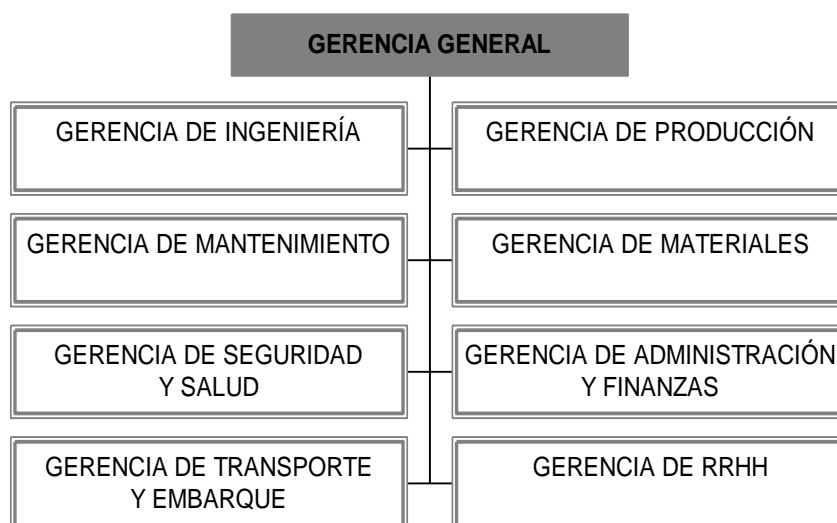 GERENCIA GENERAL
GERENCIA DE INGENIERÍA
GERENCIA DE PRODUCCIÓN
GERENCIA DE MANTENIMIENTO
GERENCIA DE MATERIALES
GERENCIA DE SEGURIDAD
Y SALUD
GERENCIA DE ADMINISTRACIÓN
Y FINANZAS
GERENCIA DE TRANSPORTE
Y EMBARQUE
GERENCIA DE RRHH